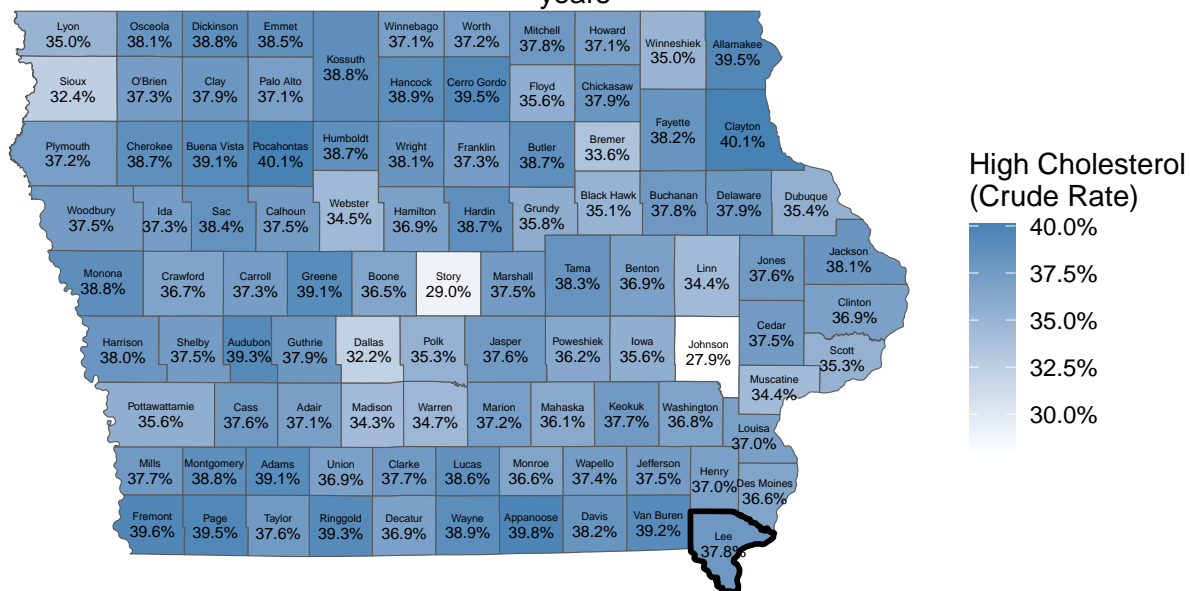 years
Lyon
35.0%
Osceola
38.1%
Dickinson
38.8%
Emmet
38.5%
Kossuth
38.8%
Winnebago
37.1%
Worth
37.2%
Mitchell
37.8%
Howard
37.1%
Winneshiek
35.0%
Allamakee
39.5%
Sioux
32.4%
O'Brien
37.3%
Clay
37.9%
Palo Alto
37.1%
Hancock
38.9%
Cerro Gordo
39.5%
Floyd
35.6%
Chickasaw
37.9%
Fayette
38.2%
Clayton
40.1%
Plymouth
37.2%
Cherokee
38.7%
Buena Vista
39.1%
Pocahontas
40.1%
Humboldt
38.7%
Wright
38.1%
Franklin
37.3%
Butler
38.7%
Bremer
33.6%
Woodbury
37.5%
Ida
37.3%
Sac
38.4%
Calhoun
37.5%
Webster
34.5%
Hamilton
36.9%
Hardin
38.7%
Grundy
35.8%
Black Hawk
35.1%
Buchanan
37.8%
Delaware
37.9%
Dubuque
35.4%
Monona
38.8%
Crawford
36.7%
Carroll
37.3%
Greene
39.1%
Boone
36.5%
Story
29.0%
Marshall
37.5%
Tama
38.3%
Benton
36.9%
Linn
34.4%
Jones
37.6%
Jackson
38.1%
Clinton
36.9%
Harrison
38.0%
Shelby
37.5%
Audubon
39.3%
Guthrie
37.9%
Dallas
32.2%
Polk
35.3%
Jasper
37.6%
Poweshiek
36.2%
Iowa
35.6%
Johnson
27.9%
Cedar
37.5%
Scott
35.3%
Muscatine
34.4%
Pottawattamie
35.6%
Cass
37.6%
Adair
37.1%
Madison
34.3%
Warren
34.7%
Marion
37.2%
Mahaska
36.1%
Keokuk
37.7%
Washington
36.8%
Louisa
37.0%
Mills
37.7%
Montgomery
38.8%
Adams
39.1%
Union
36.9%
Clarke
37.7%
Lucas
38.6%
Monroe
36.6%
Wapello
37.4%
Jefferson
37.5%
Henry
37.0%
Des Moines
36.6%
Fremont
39.6%
Page
39.5%
Taylor
37.6%
Ringgold
39.3%
Decatur
36.9%
Wayne
38.9%
Appanoose
39.8%
Davis
38.2%
Van Buren
39.2%
Lee
37.8%
High Cholesterol
(Crude Rate)
40.0%
37.5%
35.0%
32.5%
30.0%